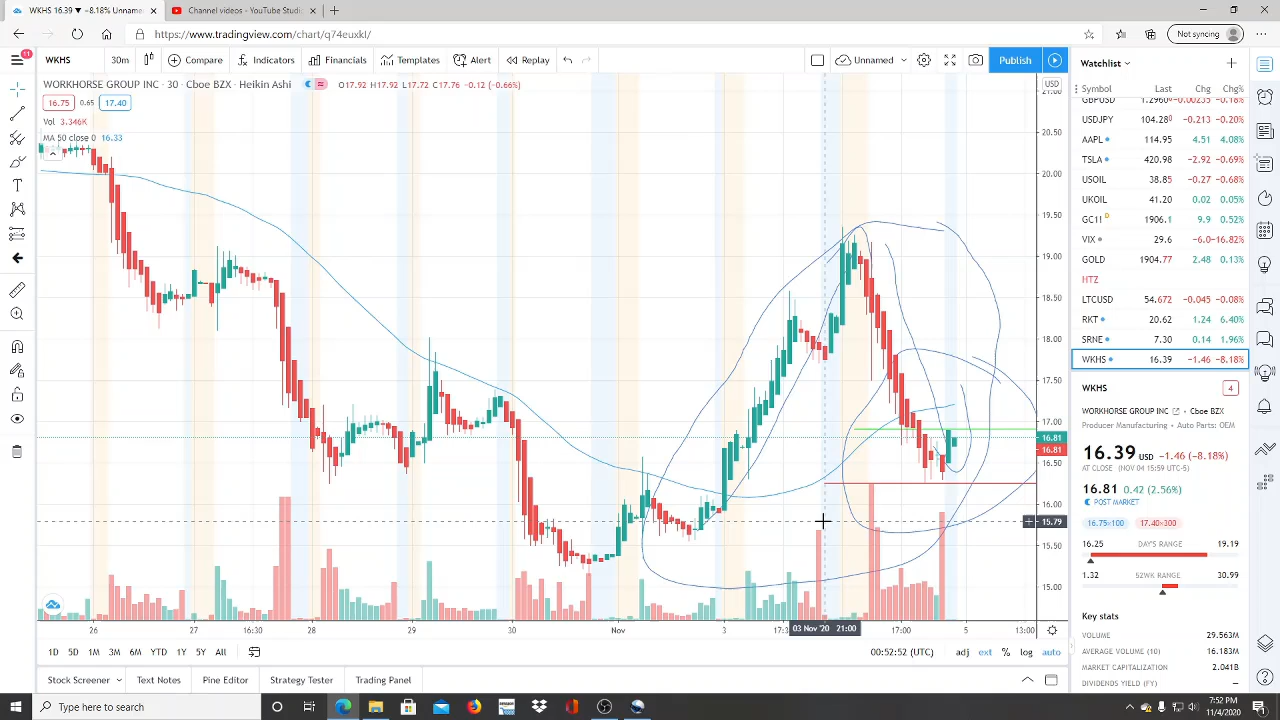 WKHS 16.39 ▼ −8.18% Unnamed
Channel videos - YouTube Studio
https://www.tradingview.com/chart/q74euxkl/
Not syncing
11
WKHS
Compare
Indicators
Financials
Templates
Alert
Replay
Unnamed
Publish
WORKHORSE GROUP INC · 30 · Cboe BZX · Heikin Ashi
H17.92 L17.72 C17.76 −0.12 (−0.66%)
16.75 0.65 17.40
Vol 3.346K
MA 50 close 0 16.33
USD
21.00
20.50
20.00
19.50
19.00
18.50
18.00
17.50
17.00
16.81
16.81
16.50
16.00
15.79
15.50
15.00
26 27 16:30 28 29 30 Nov 3 03 Nov '20 21:00 17:00 5 13:00
1D 5D 1M 3M 6M YTD 1Y 5Y All
00:52:52 (UTC) adj ext % log auto
Stock Screener Text Notes Pine Editor Strategy Tester Trading Panel
Watchlist
Symbol Last Chg Chg%
GBPUSD 1.2960⁰ −0.00235 −0.18%
USDJPY 104.28⁰ −0.213 −0.20%
AAPL 114.95 4.51 4.08%
TSLA 420.98 −2.92 −0.69%
USOIL 38.85 −0.27 −0.68%
UKOIL 41.20 0.02 0.05%
GC1! D 1906.1 9.9 0.52%
VIX 29.6 −6.0 −16.82%
GOLD 1904.77 2.48 0.13%
HTZ
LTCUSD 54.672 −0.045 −0.08%
RKT 20.62 1.24 6.40%
SRNE 7.30 0.14 1.96%
WKHS 16.39 −1.46 −8.18%
WKHS 4
WORKHORSE GROUP INC · Cboe BZX
Producer Manufacturing · Auto Parts: OEM
16.39 USD −1.46 (−8.18%)
AT CLOSE (NOV 04 15:59 UTC-5)
16.81 0.42 (2.56%)
POST MARKET
16.75×100 17.40×300
16.25 DAY'S RANGE 19.19
1.32 52WK RANGE 30.99
Key stats
VOLUME 29.563M
AVERAGE VOLUME (10) 16.183M
MARKET CAPITALIZATION 2.041B
DIVIDENDS YIELD (FY) —
Type here to search
7:52 PM
11/4/2020